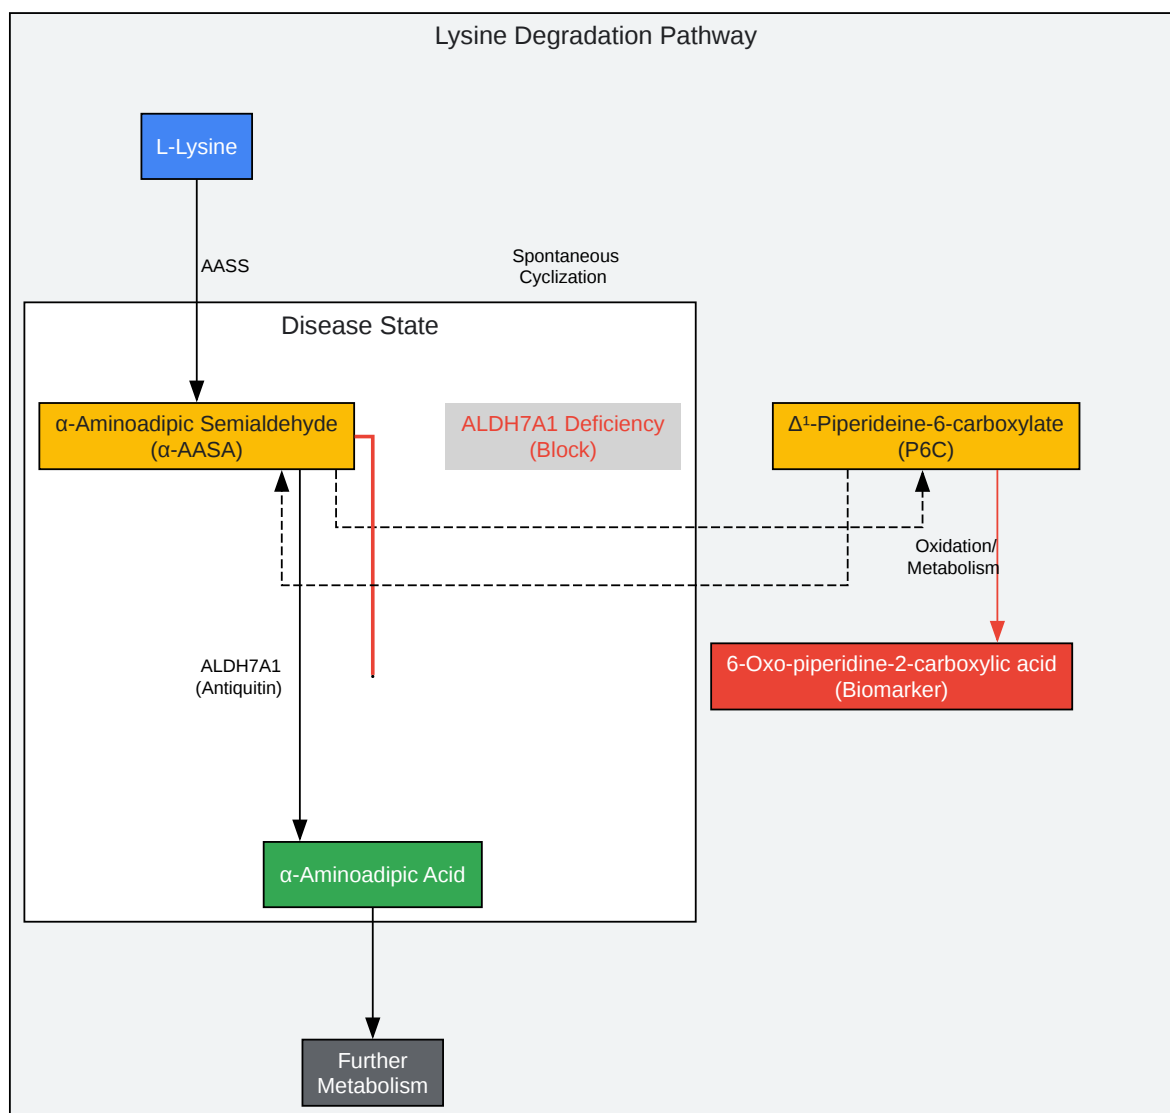 Lysine Degradation Pathway
L-Lysine
AASS
Spontaneous
Cyclization
Disease State
α-Aminoadipic Semialdehyde
(α-AASA)
ALDH7A1 Deficiency
(Block)
Δ¹-Piperideine-6-carboxylate
(P6C)
Oxidation/
Metabolism
ALDH7A1
(Antiquitin)
6-Oxo-piperidine-2-carboxylic acid
(Biomarker)
α-Aminoadipic Acid
Further
Metabolism